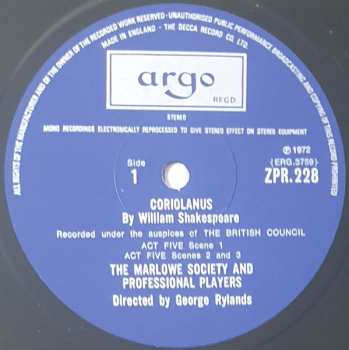 ALL RIGHTS OF THE MANUFACTURER AND OF THE OWNER OF THE RECORDED WORK RESERVED · UNAUTHORISED PUBLIC PERFORMANCE BROADCASTING AND COPYING OF THIS RECORD PROHIBITED
MADE IN ENGLAND · THE DECCA RECORD CO. LTD.
argo
REGD
STEREO
MONO RECORDINGS ELECTRONICALLY REPROCESSED TO GIVE STEREO EFFECT ON STEREO EQUIPMENT
Side
1
℗ 1972
(ERG.5759)
ZPR.228
CORIOLANUS
By William Shakespeare
Recorded under the auspices of THE BRITISH COUNCIL
ACT FIVE Scene 1
ACT FIVE Scenes 2 and 3
THE MARLOWE SOCIETY AND
PROFESSIONAL PLAYERS
Directed by George Rylands